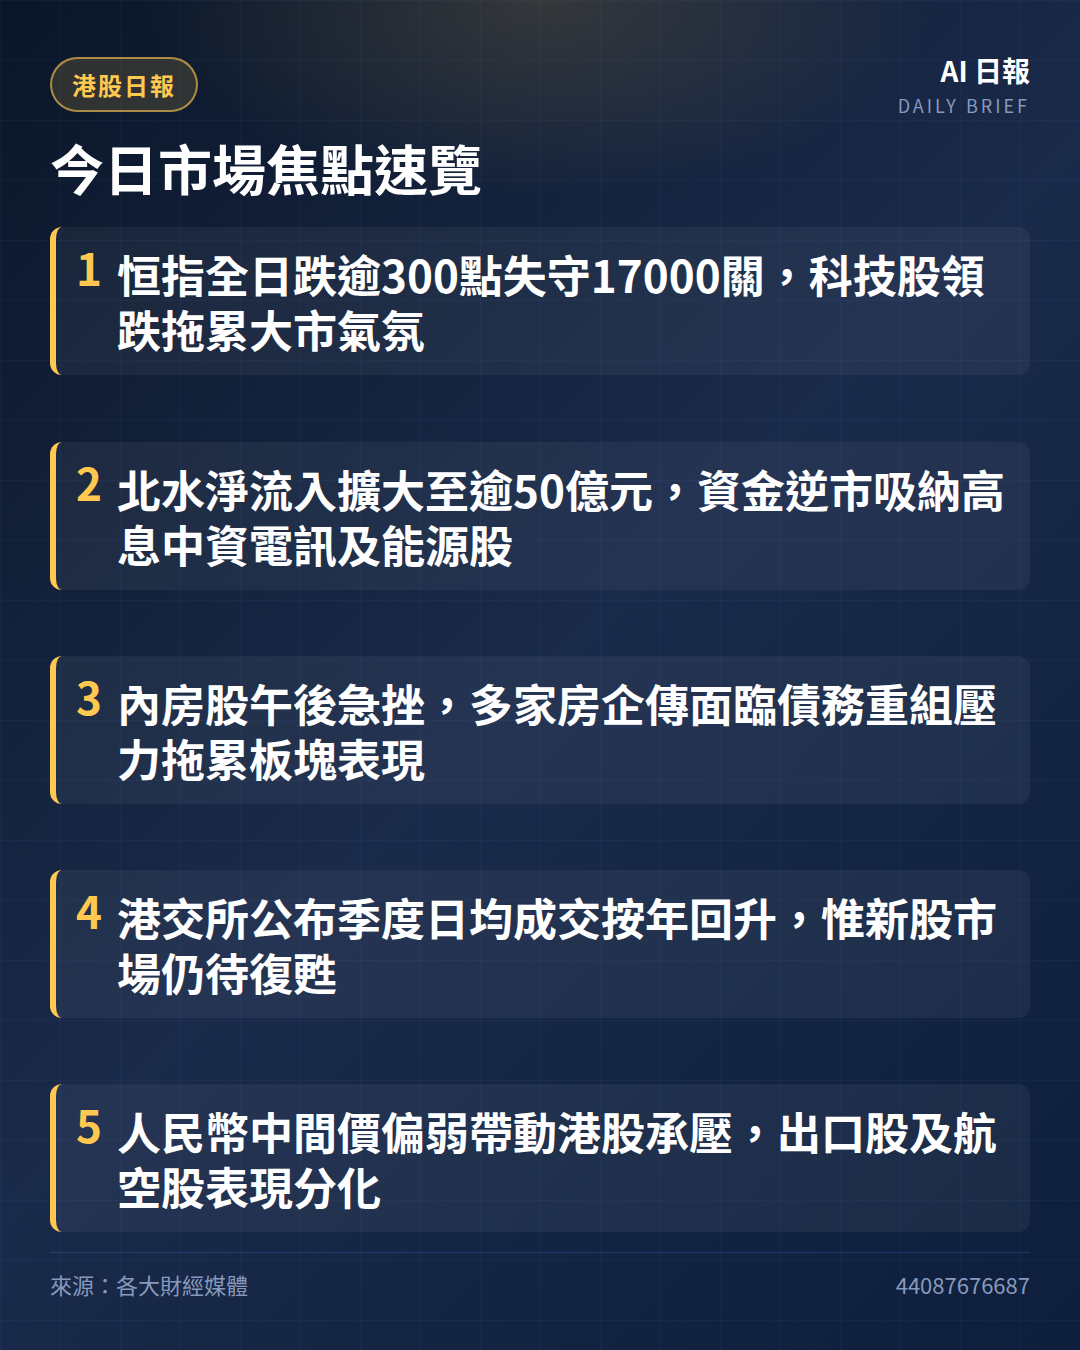 港股日報
AI 日報
DAILY BRIEF
今日市場焦點速覽
1 恒指全日跌逾300點失守17000關，科技股領
跌拖累大市氣氛
2 北水淨流入擴大至逾50億元，資金逆市吸納高
息中資電訊及能源股
3 內房股午後急挫，多家房企傳面臨債務重組壓
力拖累板塊表現
4 港交所公布季度日均成交按年回升，惟新股市
場仍待復甦
5 人民幣中間價偏弱帶動港股承壓，出口股及航
空股表現分化
來源：各大財經媒體
44087676687